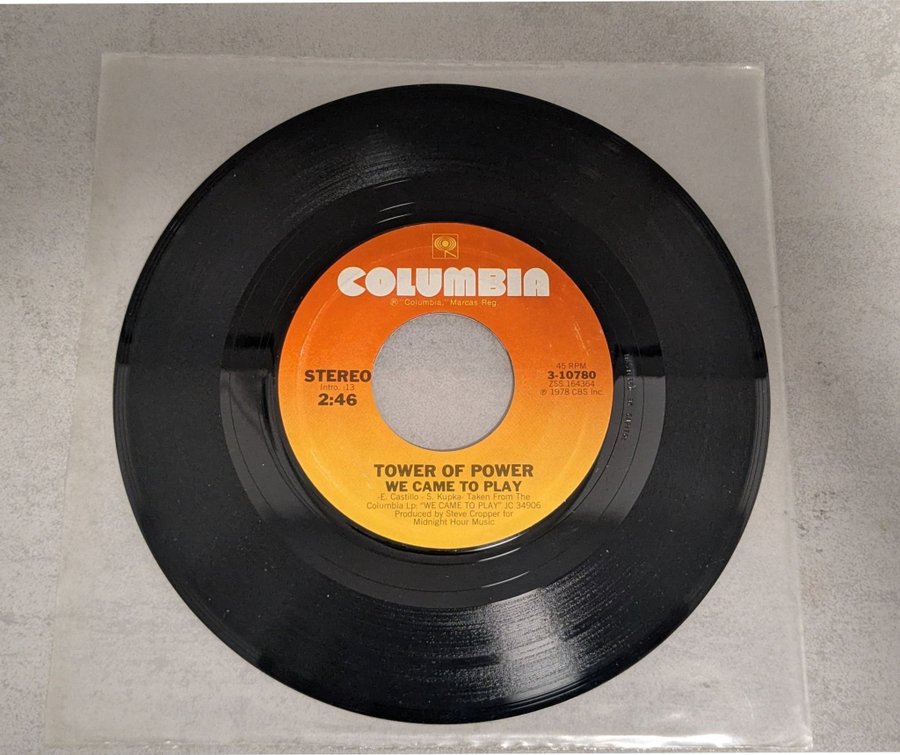 COLUMBIA
® "Columbia," Marcas Reg.
STEREO
Intro. :13
2:46
45 RPM
3-10780
ZSS 164364
℗ 1978 CBS Inc.
TOWER OF POWER
WE CAME TO PLAY
-E. Castillo - S. Kupka- Taken From The
Columbia Lp: "WE CAME TO PLAY" JC 34906
Produced by Steve Cropper for
Midnight Hour Music